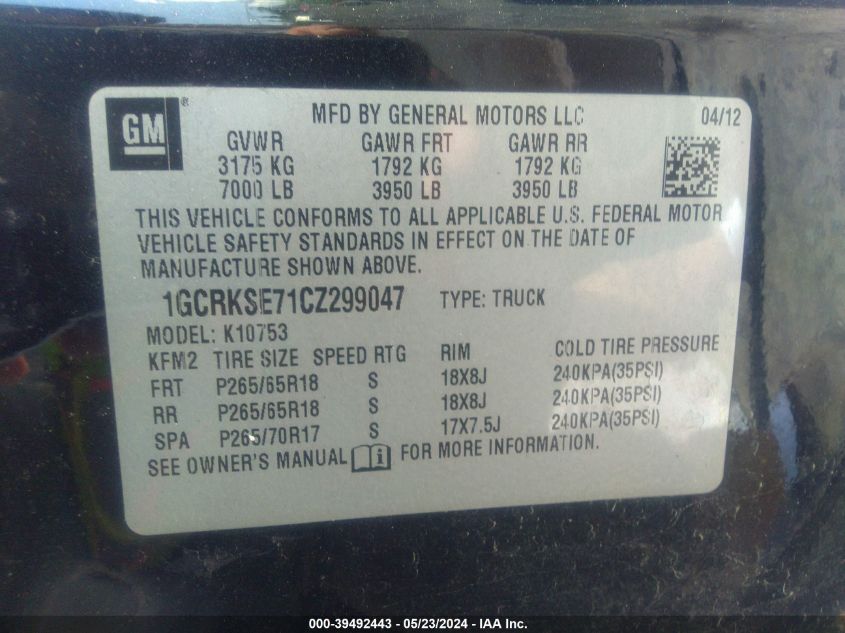 GM ® MFD BY GENERAL MOTORS LLC 04/12
GVWR GAWR FRT GAWR RR
3175 KG 1792 KG 1792 KG
7000 LB 3950 LB 3950 LB
THIS VEHICLE CONFORMS TO ALL APPLICABLE U.S. FEDERAL MOTOR
VEHICLE SAFETY STANDARDS IN EFFECT ON THE DATE OF
MANUFACTURE SHOWN ABOVE.
1GCRKSE71CZ299047 TYPE: TRUCK
MODEL: K10753
KFM2 TIRE SIZE SPEED RTG RIM COLD TIRE PRESSURE
FRT P265/65R18 S 18X8J 240KPA(35PSI)
RR P265/65R18 S 18X8J 240KPA(35PSI)
SPA P265/70R17 S 17X7.5J 240KPA(35PSI)
SEE OWNER'S MANUAL i FOR MORE INFORMATION.
000-39492443 - 05/23/2024 - IAA Inc.